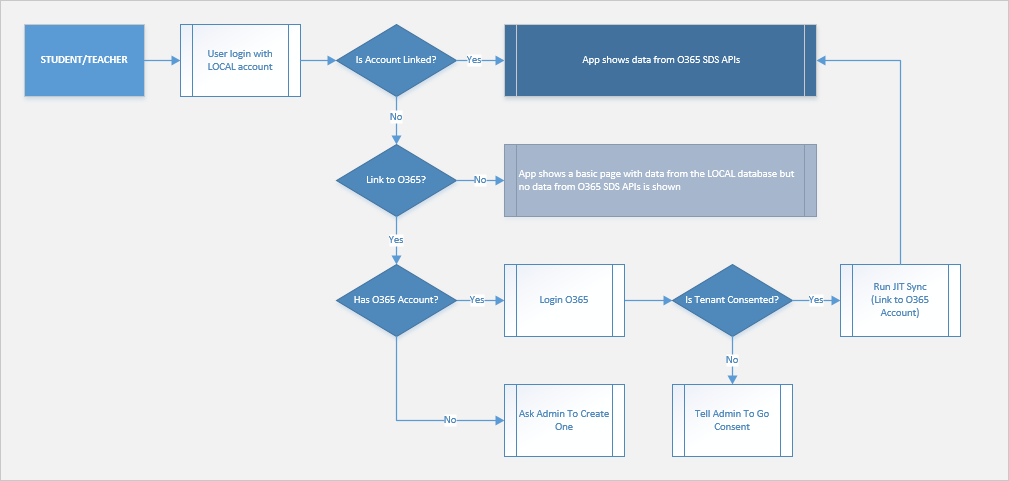 STUDENT/TEACHER
User login with
LOCAL account
Is Account Linked?
Yes
App shows data from O365 SDS APIs
No
Link to O365?
No
App shows a basic page with data from the LOCAL database but
no data from O365 SDS APIs is shown
Yes
Has O365 Account?
Yes
Login O365
Is Tenant Consented?
Yes
Run JIT Sync
(Link to O365
Account)
No
No
Ask Admin To Create
One
Tell Admin To Go
Consent